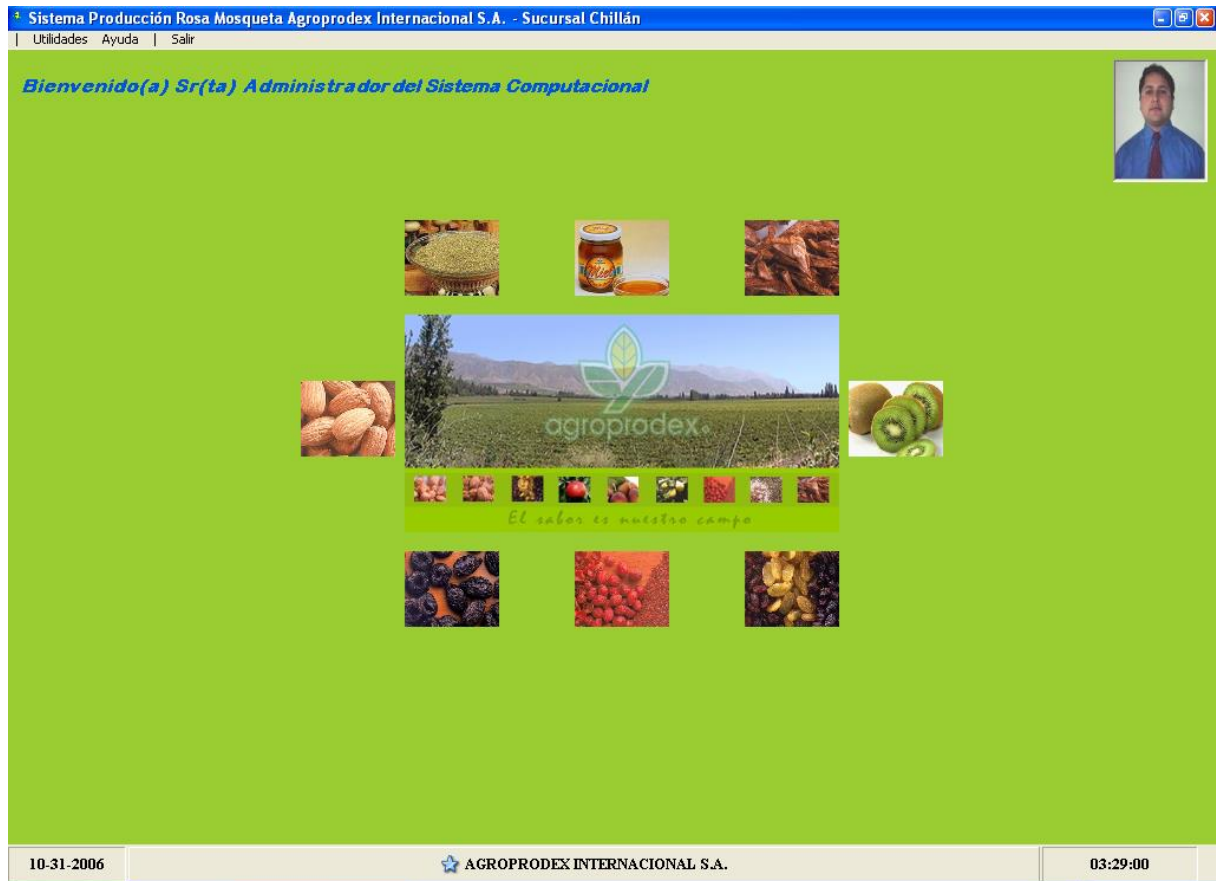 Sistema Producción Rosa Mosqueta Agroprodex Internacional S.A. - Sucursal Chillán
| Utilidades Ayuda | Salir
Bienvenido(a) Sr(ta) Administrador del Sistema Computacional
Miel
agroprodex
El sabor es nuestro campo
10-31-2006
AGROPRODEX INTERNACIONAL S.A.
03:29:00